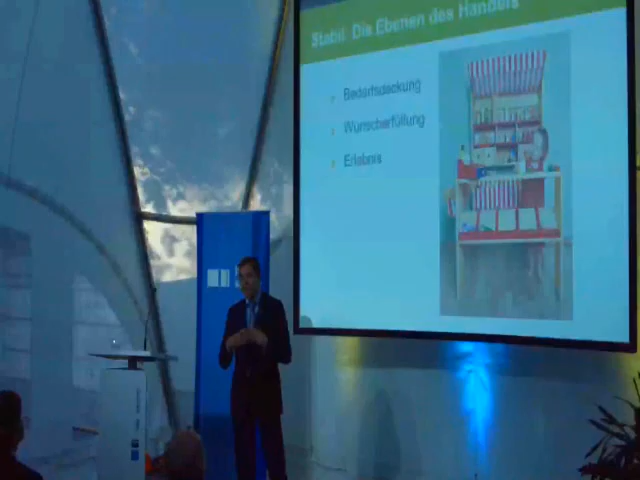 Stabil: Die Ebenen des Handels
Bedarfsdeckung
Wunscherfüllung
Erlebnis